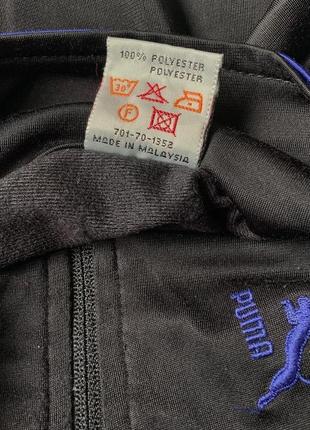 100% POLYESTER
POLYESTER
30°
F
701-70-1352
MADE IN MALAYSIA
PUMA